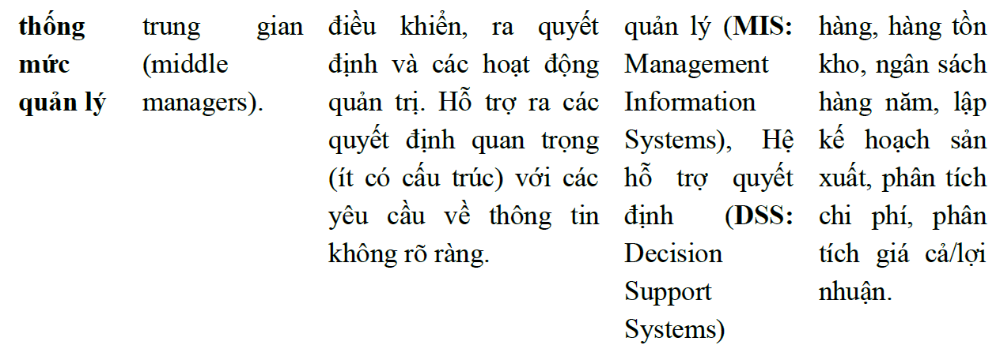 thống
mức
quản lý
trung gian
(middle
managers).
điều khiển, ra quyết
định và các hoạt động
quản trị. Hỗ trợ ra các
quyết định quan trọng
(ít có cấu trúc) với các
yêu cầu về thông tin
không rõ ràng.
quản lý (MIS:
Management
Information
Systems), Hệ
hỗ trợ quyết
định (DSS:
Decision
Support
Systems)
hàng, hàng tồn
kho, ngân sách
hàng năm, lập
kế hoạch sản
xuất, phân tích
chi phí, phân
tích giá cả/lợi
nhuận.